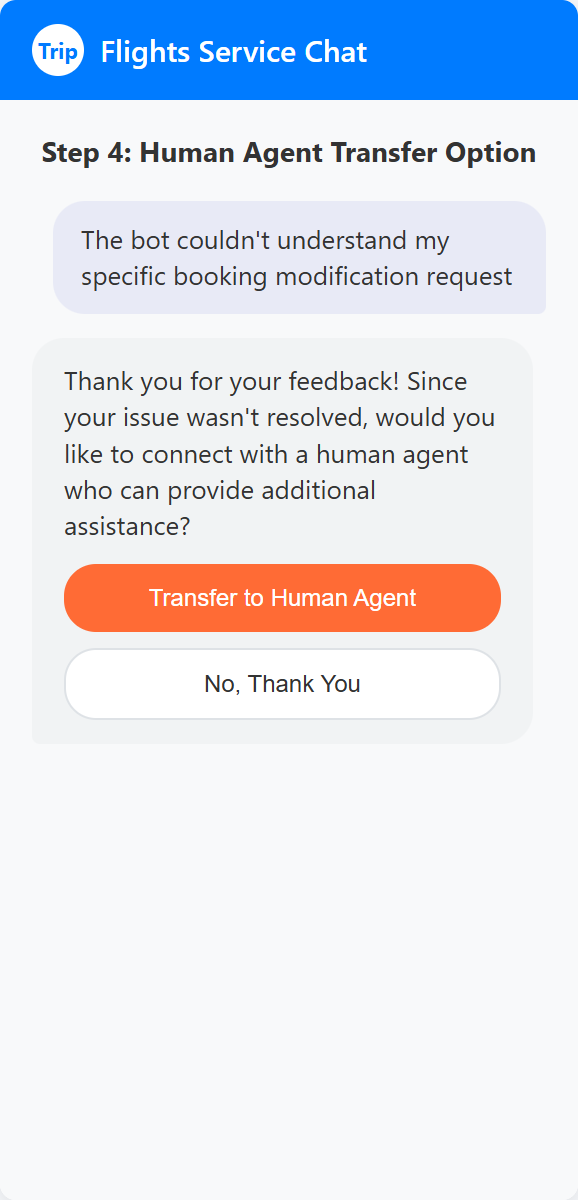 Trip
Flights Service Chat
Step 4: Human Agent Transfer Option
The bot couldn't understand my
specific booking modification request
Thank you for your feedback! Since
your issue wasn't resolved, would you
like to connect with a human agent
who can provide additional
assistance?
Transfer to Human Agent
No, Thank You